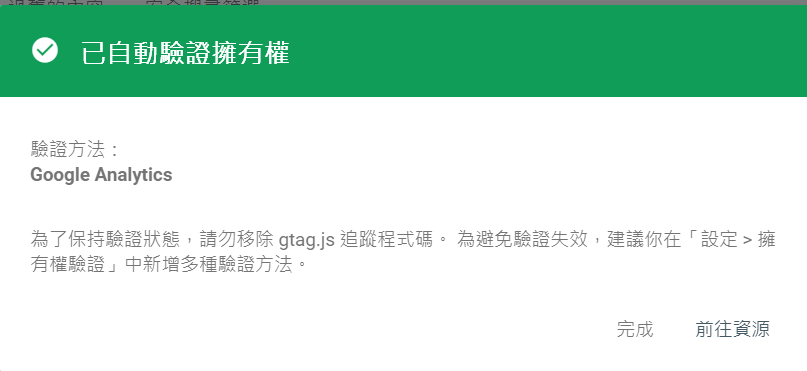 已自動驗證擁有權
驗證方法：
Google Analytics
為了保持驗證狀態，請勿移除 gtag.js 追蹤程式碼。 為避免驗證失效，建議你在「設定 > 擁
有權驗證」中新增多種驗證方法。
完成
前往資源